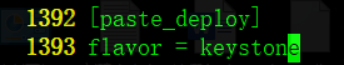 1392 [paste_deploy]
1393 flavor = keystone